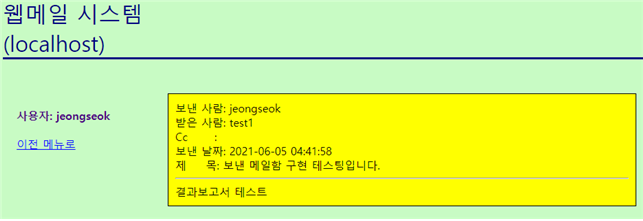 웹메일 시스템
(localhost)
사용자: jeongseok
이전 메뉴로
보낸 사람: jeongseok
받은 사람: test1
Cc :
보낸 날짜: 2021-06-05 04:41:58
제 목: 보낸 메일함 구현 테스팅입니다.
결과보고서 테스트